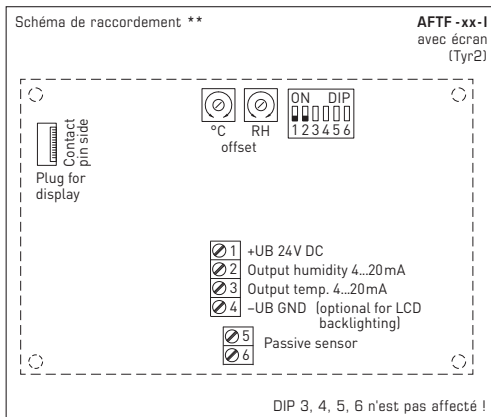 Schéma de raccordement **
AFTF-xx-I
avec écran
(Tyr2)
ON DIP
1 2 3 4 5 6
°C RH
offset
Contact
pin side
Plug for
display
1 +UB 24V DC
2 Output humidity 4...20mA
3 Output temp. 4...20mA
4 –UB GND (optional for LCD
backlighting)
5 Passive sensor
6
DIP 3, 4, 5, 6 n'est pas affecté !